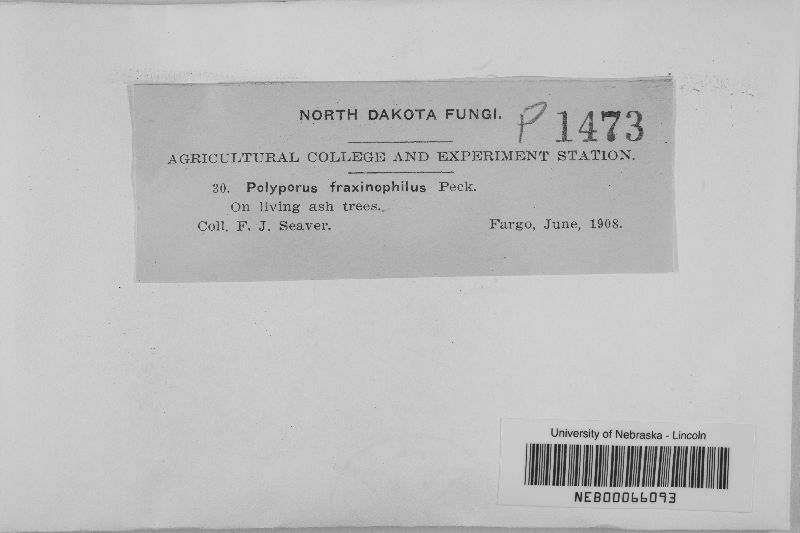 NORTH DAKOTA FUNGI. P 1473
AGRICULTURAL COLLEGE AND EXPERIMENT STATION.
30. Polyporus fraxinophilus Peck.
On living ash trees.
Coll. F. J. Seaver. Fargo, June, 1908.
University of Nebraska - Lincoln
NEB00066093